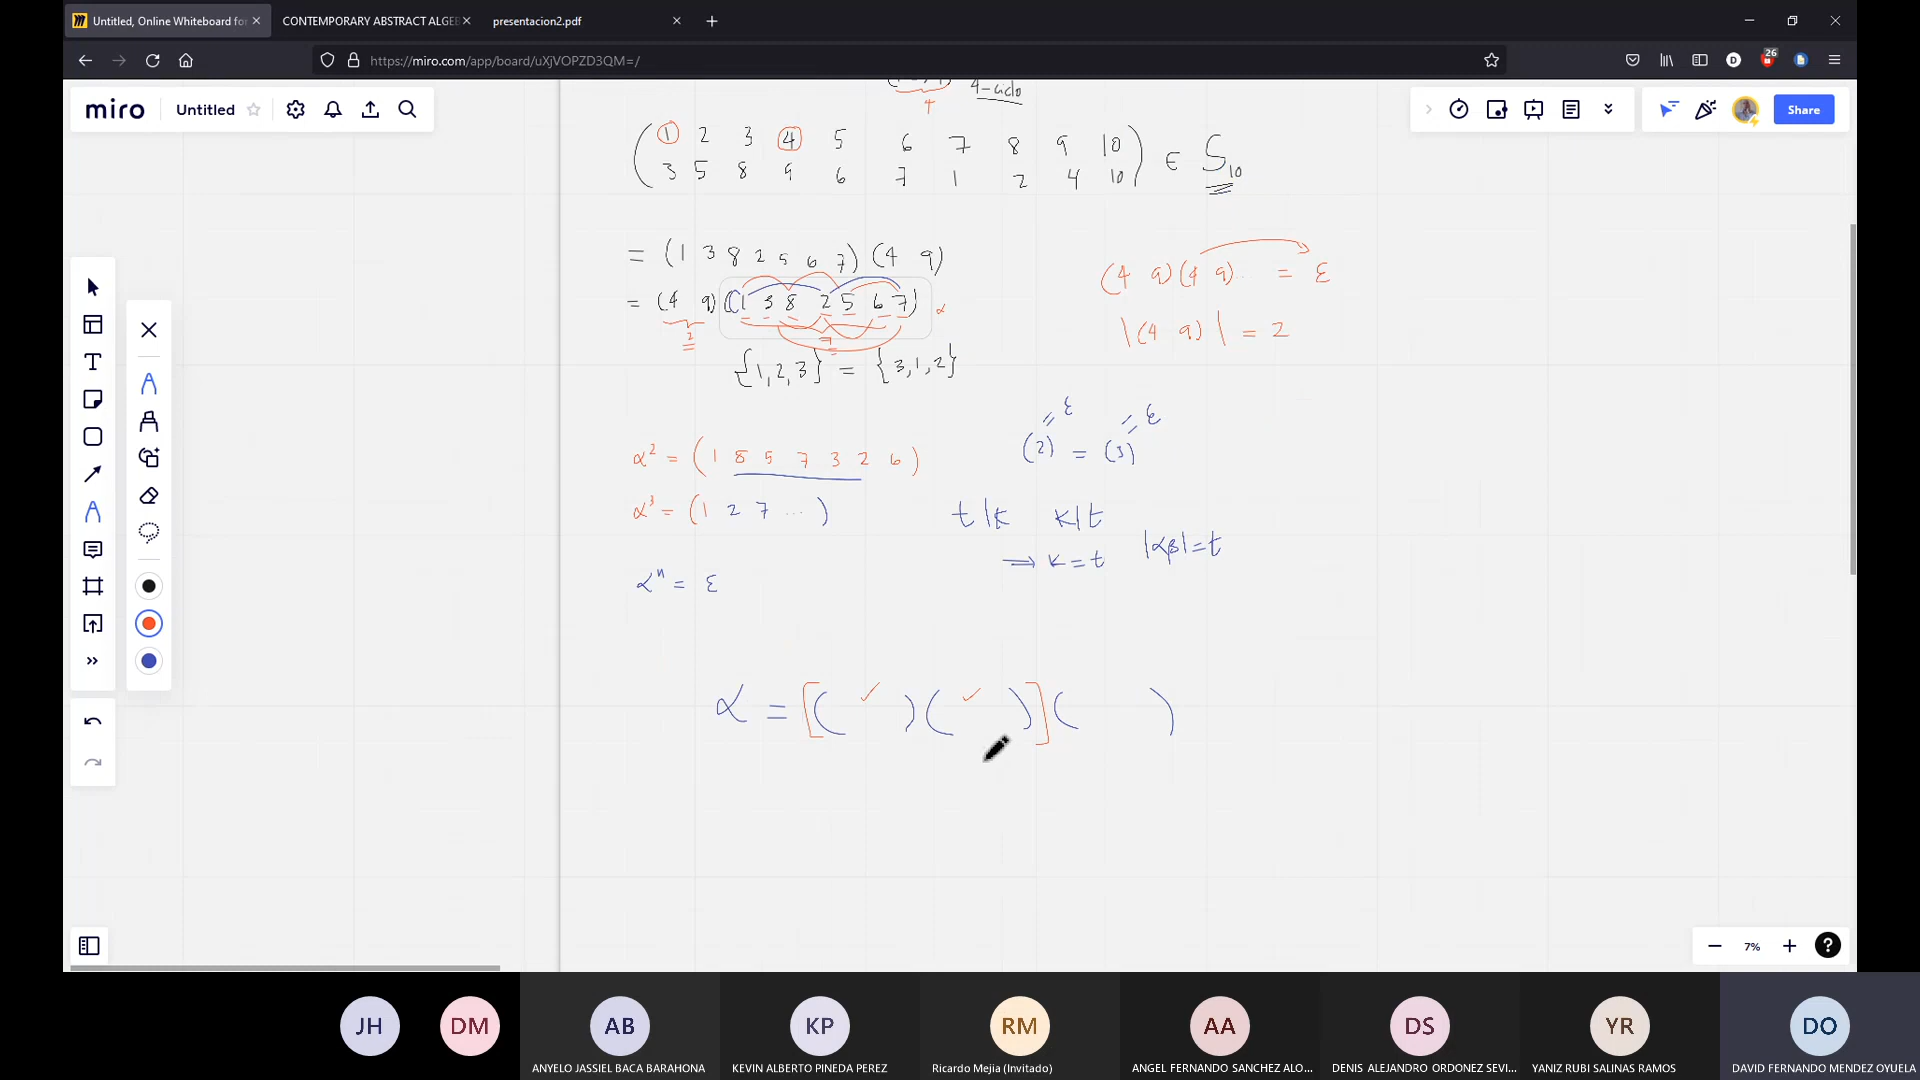 Untitled, Online Whiteboard for
CONTEMPORARY ABSTRACT ALGEB
presentacion2.pdf
https://miro.com/app/board/uXjVOPZD3QM=/
26
D
miro
Untitled
Share
4
4-ciclo
1 2 3 4 5 6 7 8 9 10
3 5 8 9 6 7 1 2 4 10
∈ S10
= (1 3 8 2 5 6 7) (4 9)
= (4 9) (1 3 8 2 5 6 7) α
2
7
{1,2,3} = {3,1,2}
(4 9)(4 9) = ε
|(4 9)| = 2
= ε = ε
(2) = (3)
α² = (1 8 5 7 3 2 6)
α³ = (1 2 7 ... )
t|k k|t
⇒ k = t |αβ| = t
αⁿ = ε
α = [( ✓ )( ✓ )]( )
7%
JH
DM
AB
KP
RM
AA
DS
YR
DO
ANYELO JASSIEL BACA BARAHONA
KEVIN ALBERTO PINEDA PEREZ
Ricardo Mejia (Invitado)
ANGEL FERNANDO SANCHEZ ALO...
DENIS ALEJANDRO ORDONEZ SEVI...
YANIZ RUBI SALINAS RAMOS
DAVID FERNANDO MENDEZ OYUELA